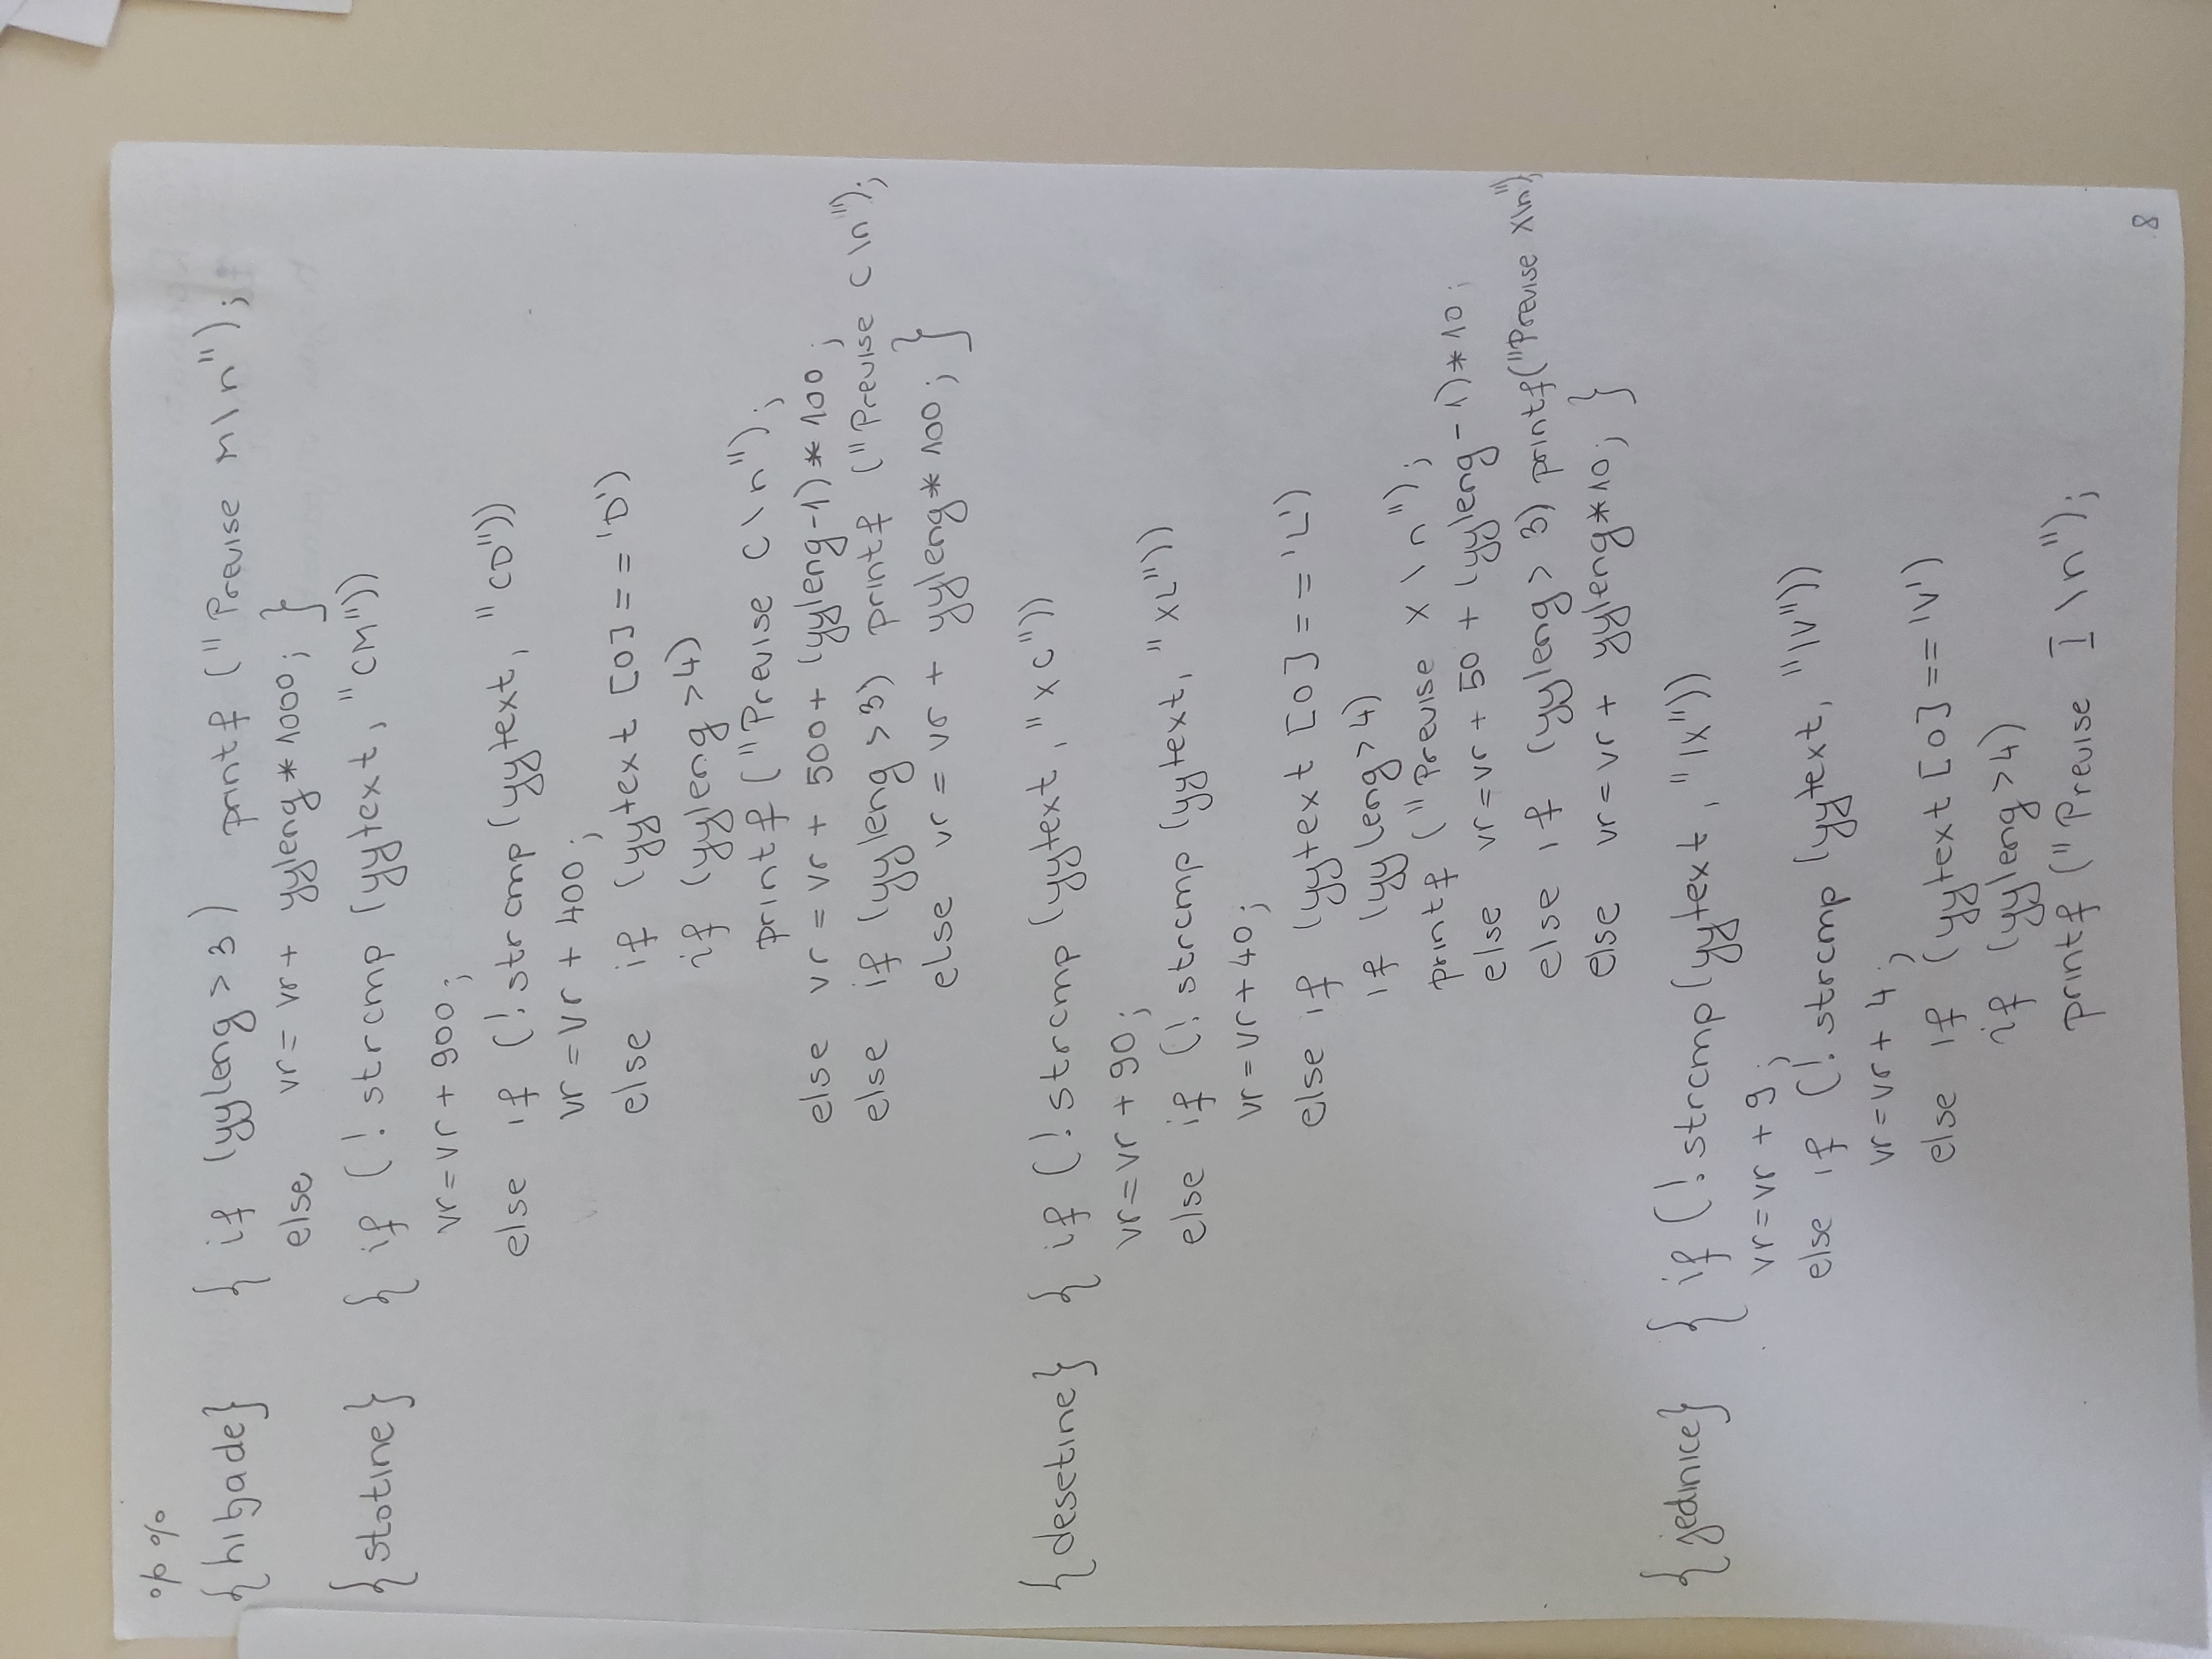 %%
{hiljade} { if (yyleng > 3) printf ("Previse M\n");
else vr = vr + yyleng * 1000; }
{stotine} { if (! strcmp (yytext, "CM"))
vr = vr + 900;
else if (! strcmp (yytext, "CD"))
vr = vr + 400;
else if (yytext [0] == 'D')
if (yyleng > 4)
printf ("Previse C\n");
else vr = vr + 500 + (yyleng-1) * 100;
else if (yyleng > 3) printf ("Previse C\n");
else vr = vr + yyleng * 100; }
{desetine} { if (! strcmp (yytext, "XC"))
vr = vr + 90;
else if (! strcmp (yytext, "XL"))
vr = vr + 40;
else if (yytext [0] == 'L')
if (yyleng > 4)
printf ("Previse X\n");
else vr = vr + 50 + (yyleng-1) * 10;
else if (yyleng > 3) printf("Previse X\n");
else vr = vr + yyleng * 10; }
{jedinice} { if (! strcmp (yytext, "IX"))
vr = vr + 9;
else if (! strcmp (yytext, "IV"))
vr = vr + 4;
else if (yytext [0] == 'V')
if (yyleng > 4)
printf ("Previse I\n");
8